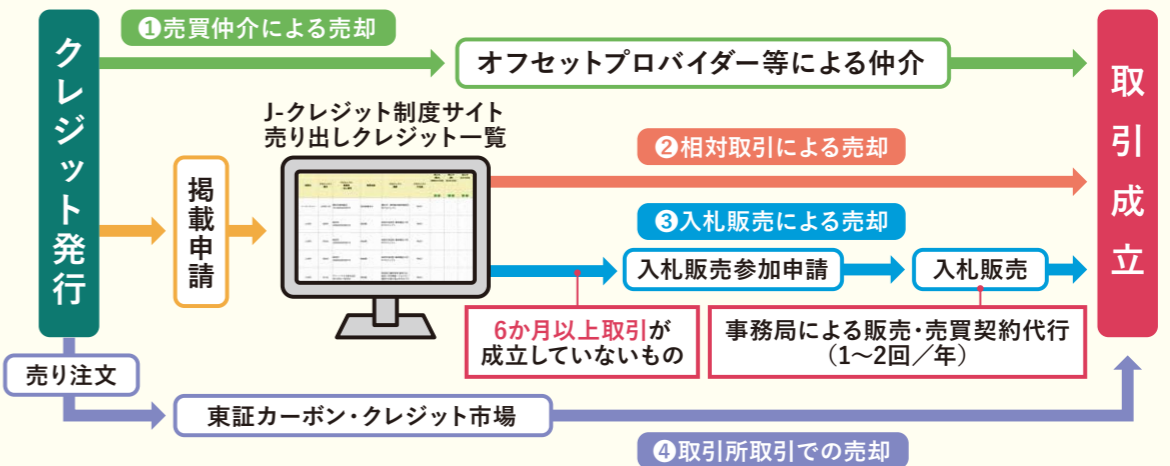 クレジット発行
❶売買仲介による売却
オフセットプロバイダー等による仲介
取引成立
J-クレジット制度サイト
売り出しクレジット一覧
掲載申請
❷相対取引による売却
❸入札販売による売却
入札販売参加申請
入札販売
6か月以上取引が
成立していないもの
事務局による販売・売買契約代行
（1〜2回／年）
売り注文
東証カーボン・クレジット市場
❹取引所取引での売却